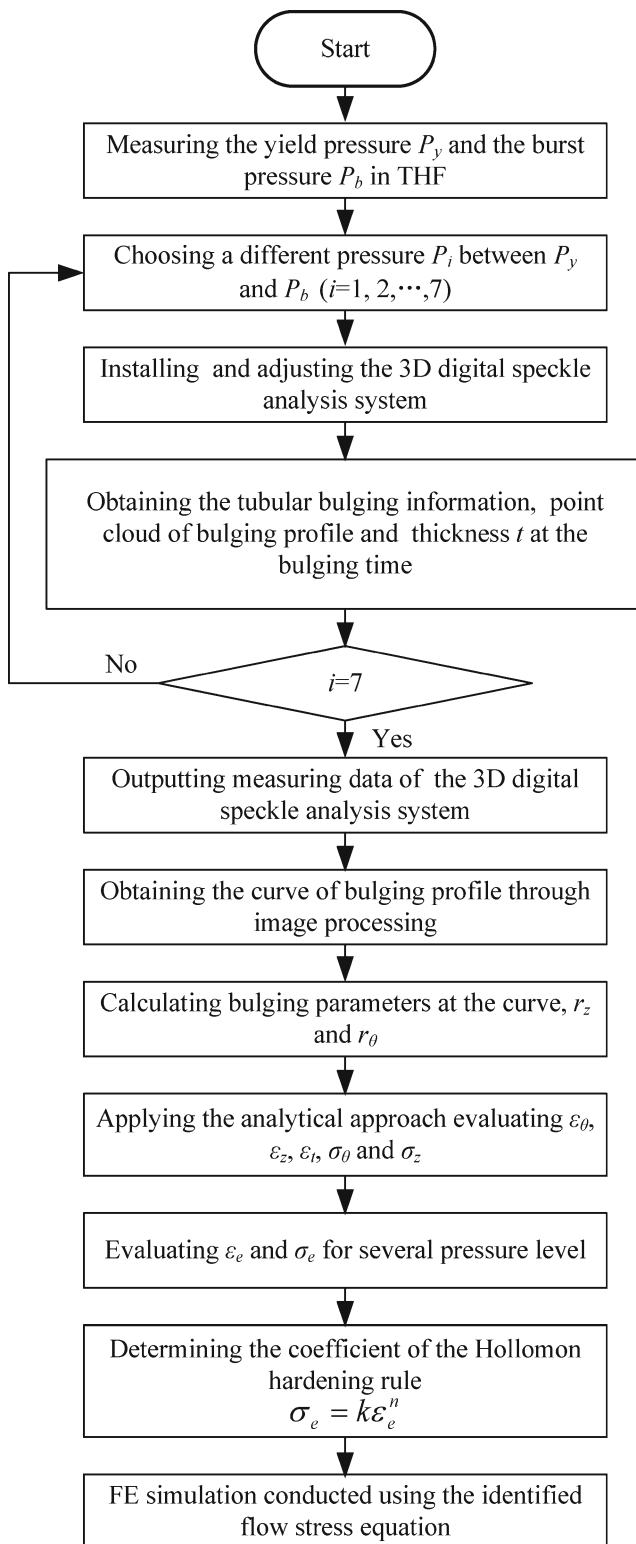 Start
Measuring the yield pressure P_y and the burst
pressure P_b in THF
Choosing a different pressure P_i between P_y
and P_b (i=1, 2,⋯,7)
Installing and adjusting the 3D digital speckle
analysis system
Obtaining the tubular bulging information, point
cloud of bulging profile and thickness t at the
bulging time
No
i=7
Yes
Outputting measuring data of the 3D digital
speckle analysis system
Obtaining the curve of bulging profile through
image processing
Calculating bulging parameters at the curve, r_z
and r_θ
Applying the analytical approach evaluating ε_θ,
ε_z, ε_t, σ_θ and σ_z
Evaluating ε_e and σ_e for several pressure level
Determining the coefficient of the Hollomon
hardening rule
σ_e = kε_e^n
FE simulation conducted using the identified
flow stress equation